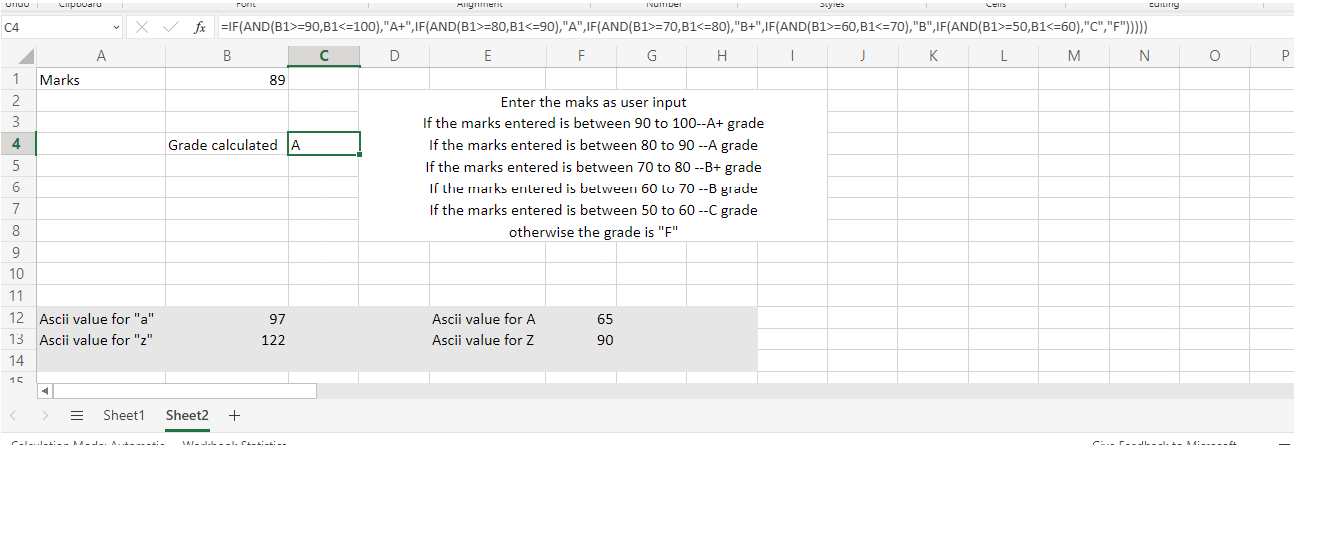 Undo Clipboard Font Alignment Number Styles Cells Editing
C4 fx =IF(AND(B1>=90,B1<=100),"A+",IF(AND(B1>=80,B1<=90),"A",IF(AND(B1>=70,B1<=80),"B+",IF(AND(B1>=60,B1<=70),"B",IF(AND(B1>=50,B1<=60),"C","F")))))
A B C D E F G H I J K L M N O P
1 Marks 89
2 Enter the maks as user input
3 If the marks entered is between 90 to 100--A+ grade
4 Grade calculated A If the marks entered is between 80 to 90 --A grade
5 If the marks entered is between 70 to 80 --B+ grade
6 If the marks entered is between 60 to 70 --B grade
7 If the marks entered is between 50 to 60 --C grade
8 otherwise the grade is "F"
9
10
11
12 Ascii value for "a" 97 Ascii value for A 65
13 Ascii value for "z" 122 Ascii value for Z 90
14
15
Sheet1 Sheet2 +
Calculation Mode: Automatic Workbook Statistics Give Feedback to Microsoft